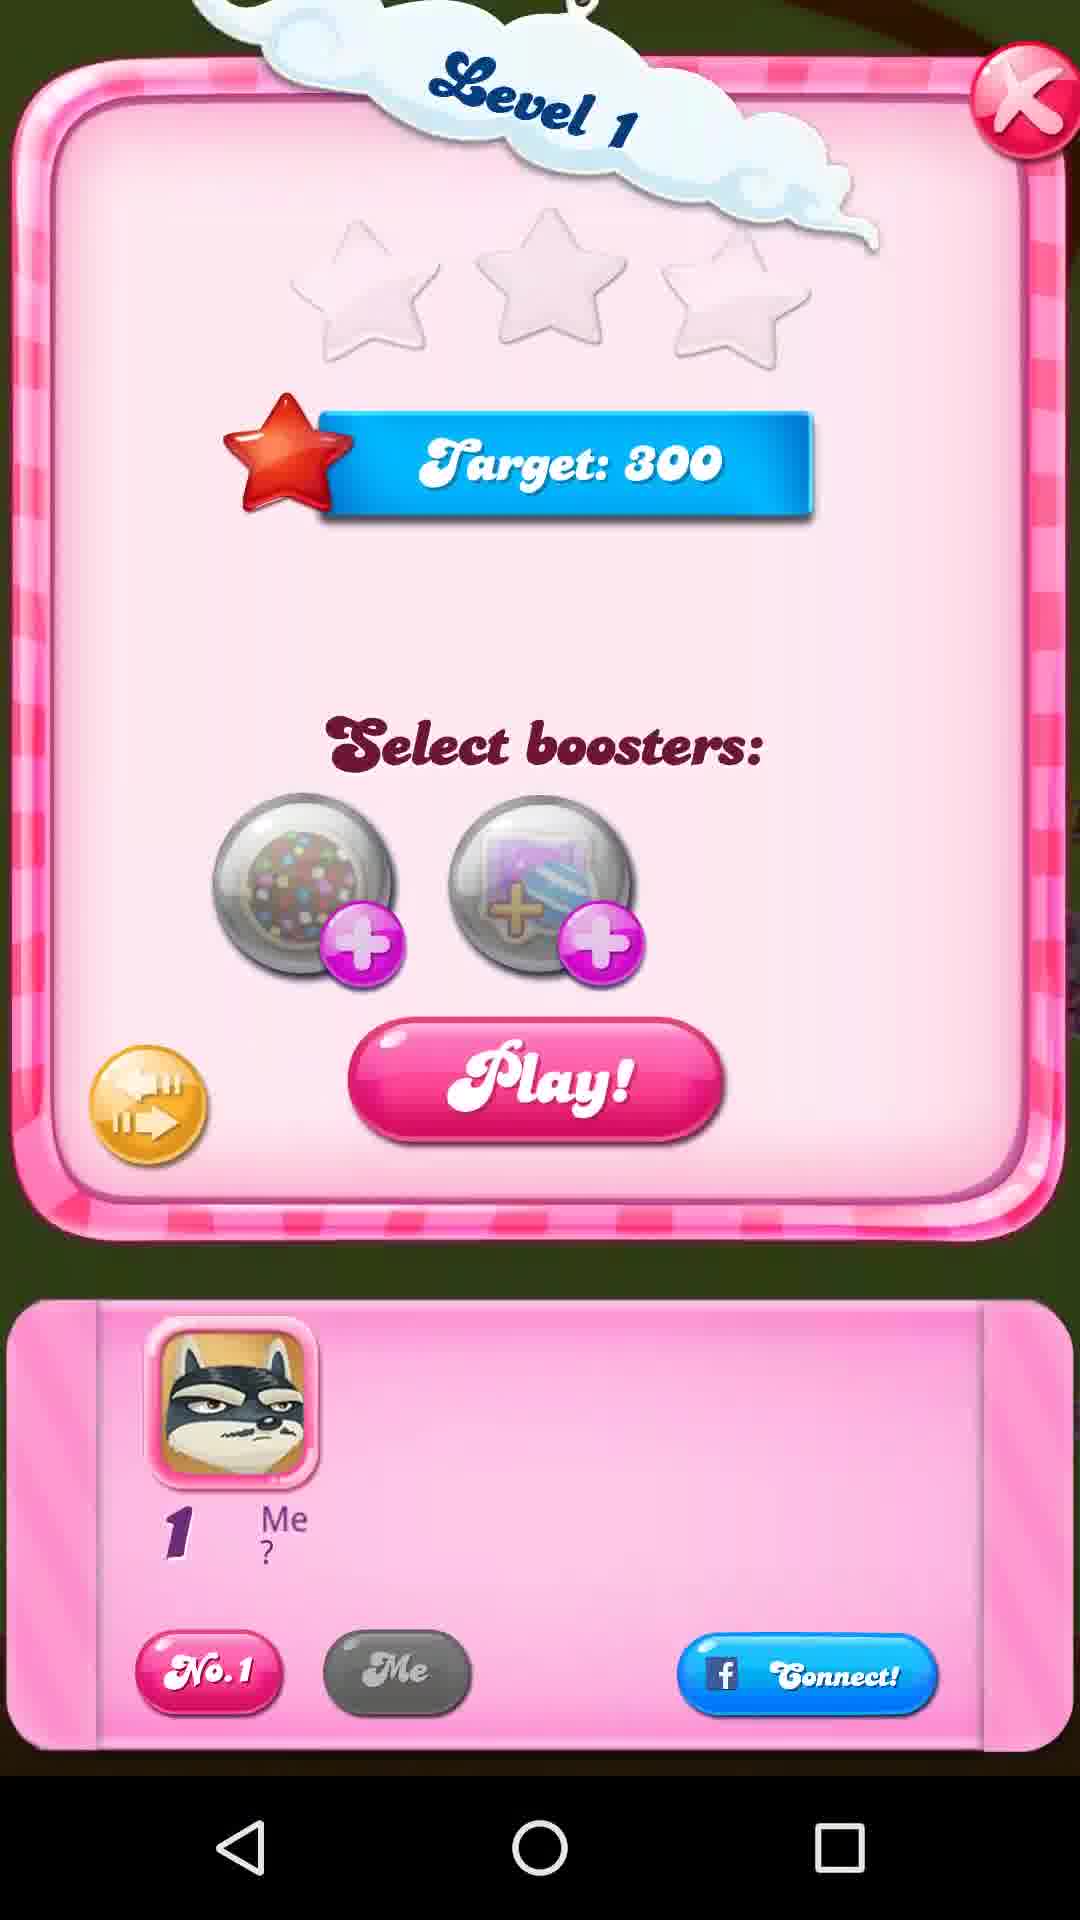 Level 1
Target: 300
Select boosters:
Play!
1 Me
?
No.1 Me f Connect!